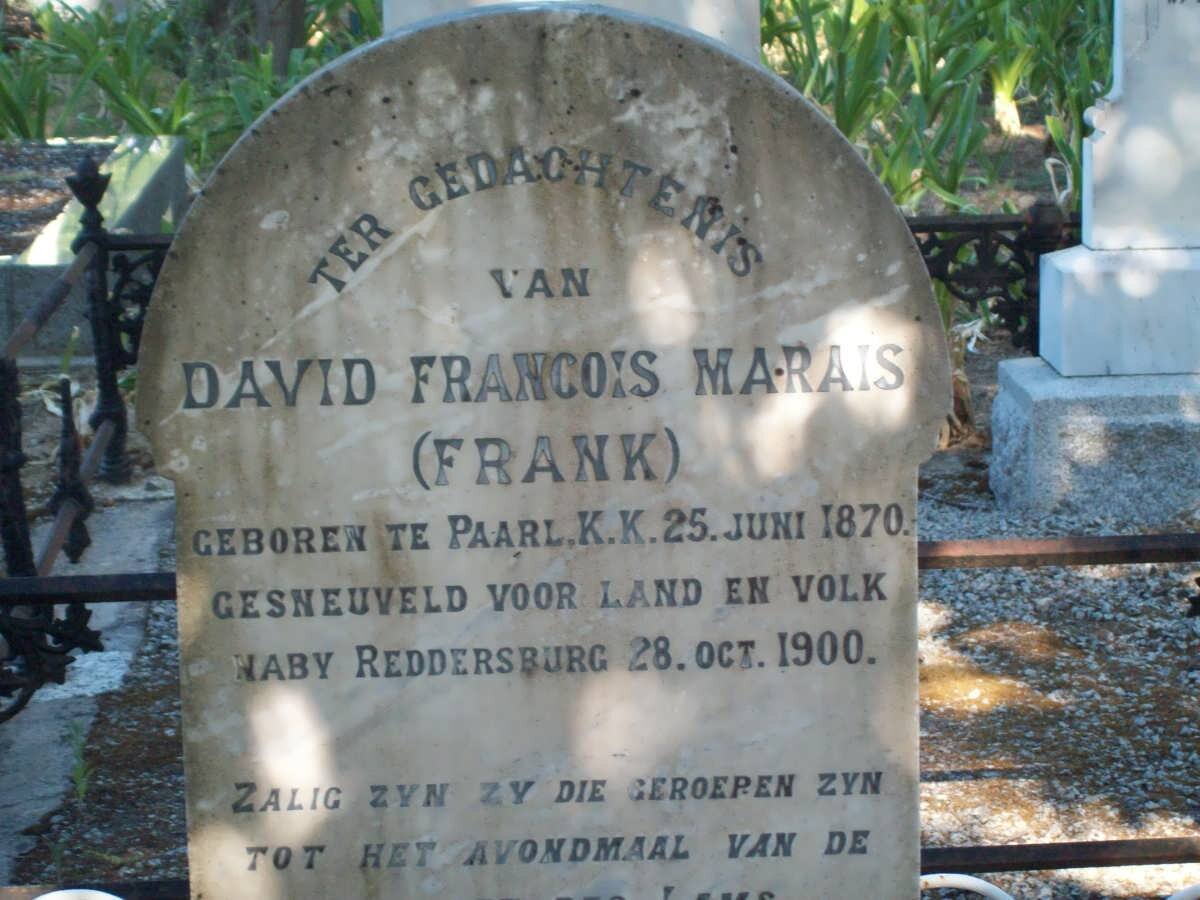 TER GEDACHTENIS
VAN
DAVID FRANCOIS MARAIS
(FRANK)
GEBOREN TE PAARL, K.K. 25. JUNI 1870.
GESNEUVELD VOOR LAND EN VOLK
NABY REDDERSBURG 28. OCT. 1900.
ZALIG ZYN ZY DIE GEROEPEN ZYN
TOT HET AVONDMAAL VAN DE
LAMS